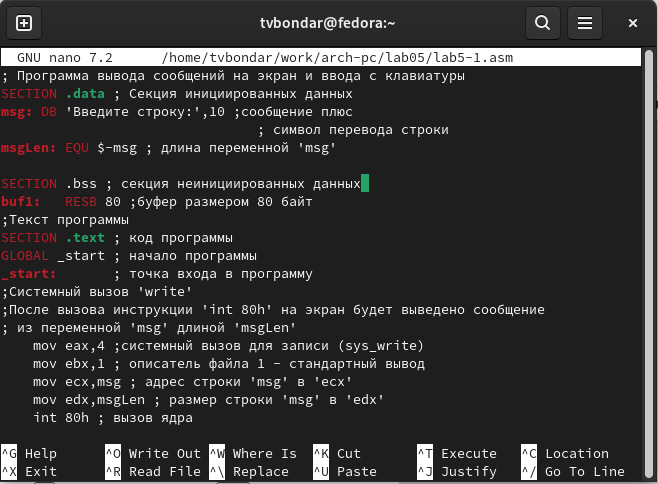 tvbondar@fedora:~
GNU nano 7.2 /home/tvbondar/work/arch-pc/lab05/lab5-1.asm
; Программа вывода сообщений на экран и ввода с клавиатуры
SECTION .data ; Секция инициированных данных
msg: DB 'Введите строку:',10 ;сообщение плюс
; символ перевода строки
msgLen: EQU $-msg ; длина переменной 'msg'
SECTION .bss ; секция неинициированных данных
buf1: RESB 80 ;буфер размером 80 байт
;Текст программы
SECTION .text ; код программы
GLOBAL _start ; начало программы
_start: ; точка входа в программу
;Системный вызов 'write'
;После вызова инструкции 'int 80h' на экран будет выведено сообщение
; из переменной 'msg' длиной 'msgLen'
mov eax,4 ;системный вызов для записи (sys_write)
mov ebx,1 ; описатель файла 1 - стандартный вывод
mov ecx,msg ; адрес строки 'msg' в 'ecx'
mov edx,msgLen ; размер строки 'msg' в 'edx'
int 80h ; вызов ядра
^G Help ^O Write Out ^W Where Is ^K Cut ^T Execute ^C Location
^X Exit ^R Read File ^\ Replace ^U Paste ^J Justify ^/ Go To Line